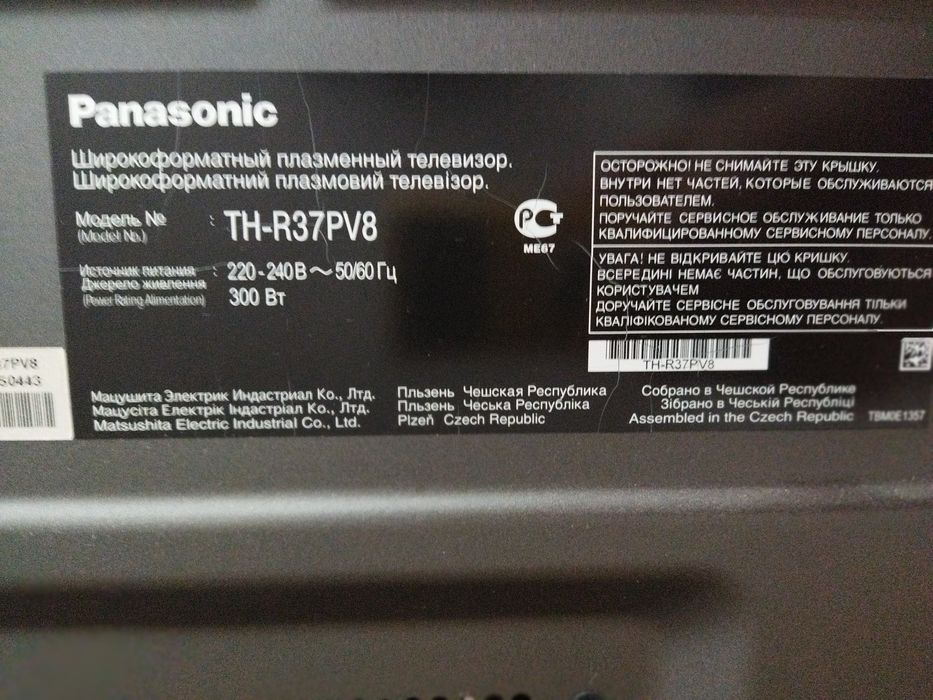 Panasonic
Широкоформатный плазменный телевизор.
Широкоформатний плазмовий телевізор.
Модель №
(Model No.)
: TH-R37PV8
Источник питания :
Джерело живлення
(Power Rating Alimentation)
220-240В ~ 50/60 Гц
300 Вт
РСТ
ME67
ОСТОРОЖНО! НЕ СНИМАЙТЕ ЭТУ КРЫШКУ.
ВНУТРИ НЕТ ЧАСТЕЙ, КОТОРЫЕ ОБСЛУЖИВАЮТСЯ
ПОЛЬЗОВАТЕЛЕМ.
ПОРУЧАЙТЕ СЕРВИСНОЕ ОБСЛУЖИВАНИЕ ТОЛЬКО
КВАЛИФИЦИРОВАННОМУ СЕРВИСНОМУ ПЕРСОНАЛУ.
УВАГА! НЕ ВІДКРИВАЙТЕ ЦЮ КРИШКУ.
ВСЕРЕДИНІ НЕМАЄ ЧАСТИН, ЩО ОБСЛУГОВУЮТЬСЯ
КОРИСТУВАЧЕМ
ДОРУЧАЙТЕ СЕРВІСНЕ ОБСЛУГОВУВАННЯ ТІЛЬКИ
КВАЛІФІКОВАНОМУ СЕРВІСНОМУ ПЕРСОНАЛУ.
TH-R37PV8
37PV8
50443
Мацушита Электрик Индастриал Ко., Лтд.
Мацусіта Електрік Індастріал Ко., Лтд.
Matsushita Electric Industrial Co., Ltd.
Пльзень Чешская Республика
Пльзень Чеська Республіка
Plzeň Czech Republic
Собрано в Чешской Республике
Зібрано в Чеській Республіці
Assembled in the Czech Republic
TBM0E1357